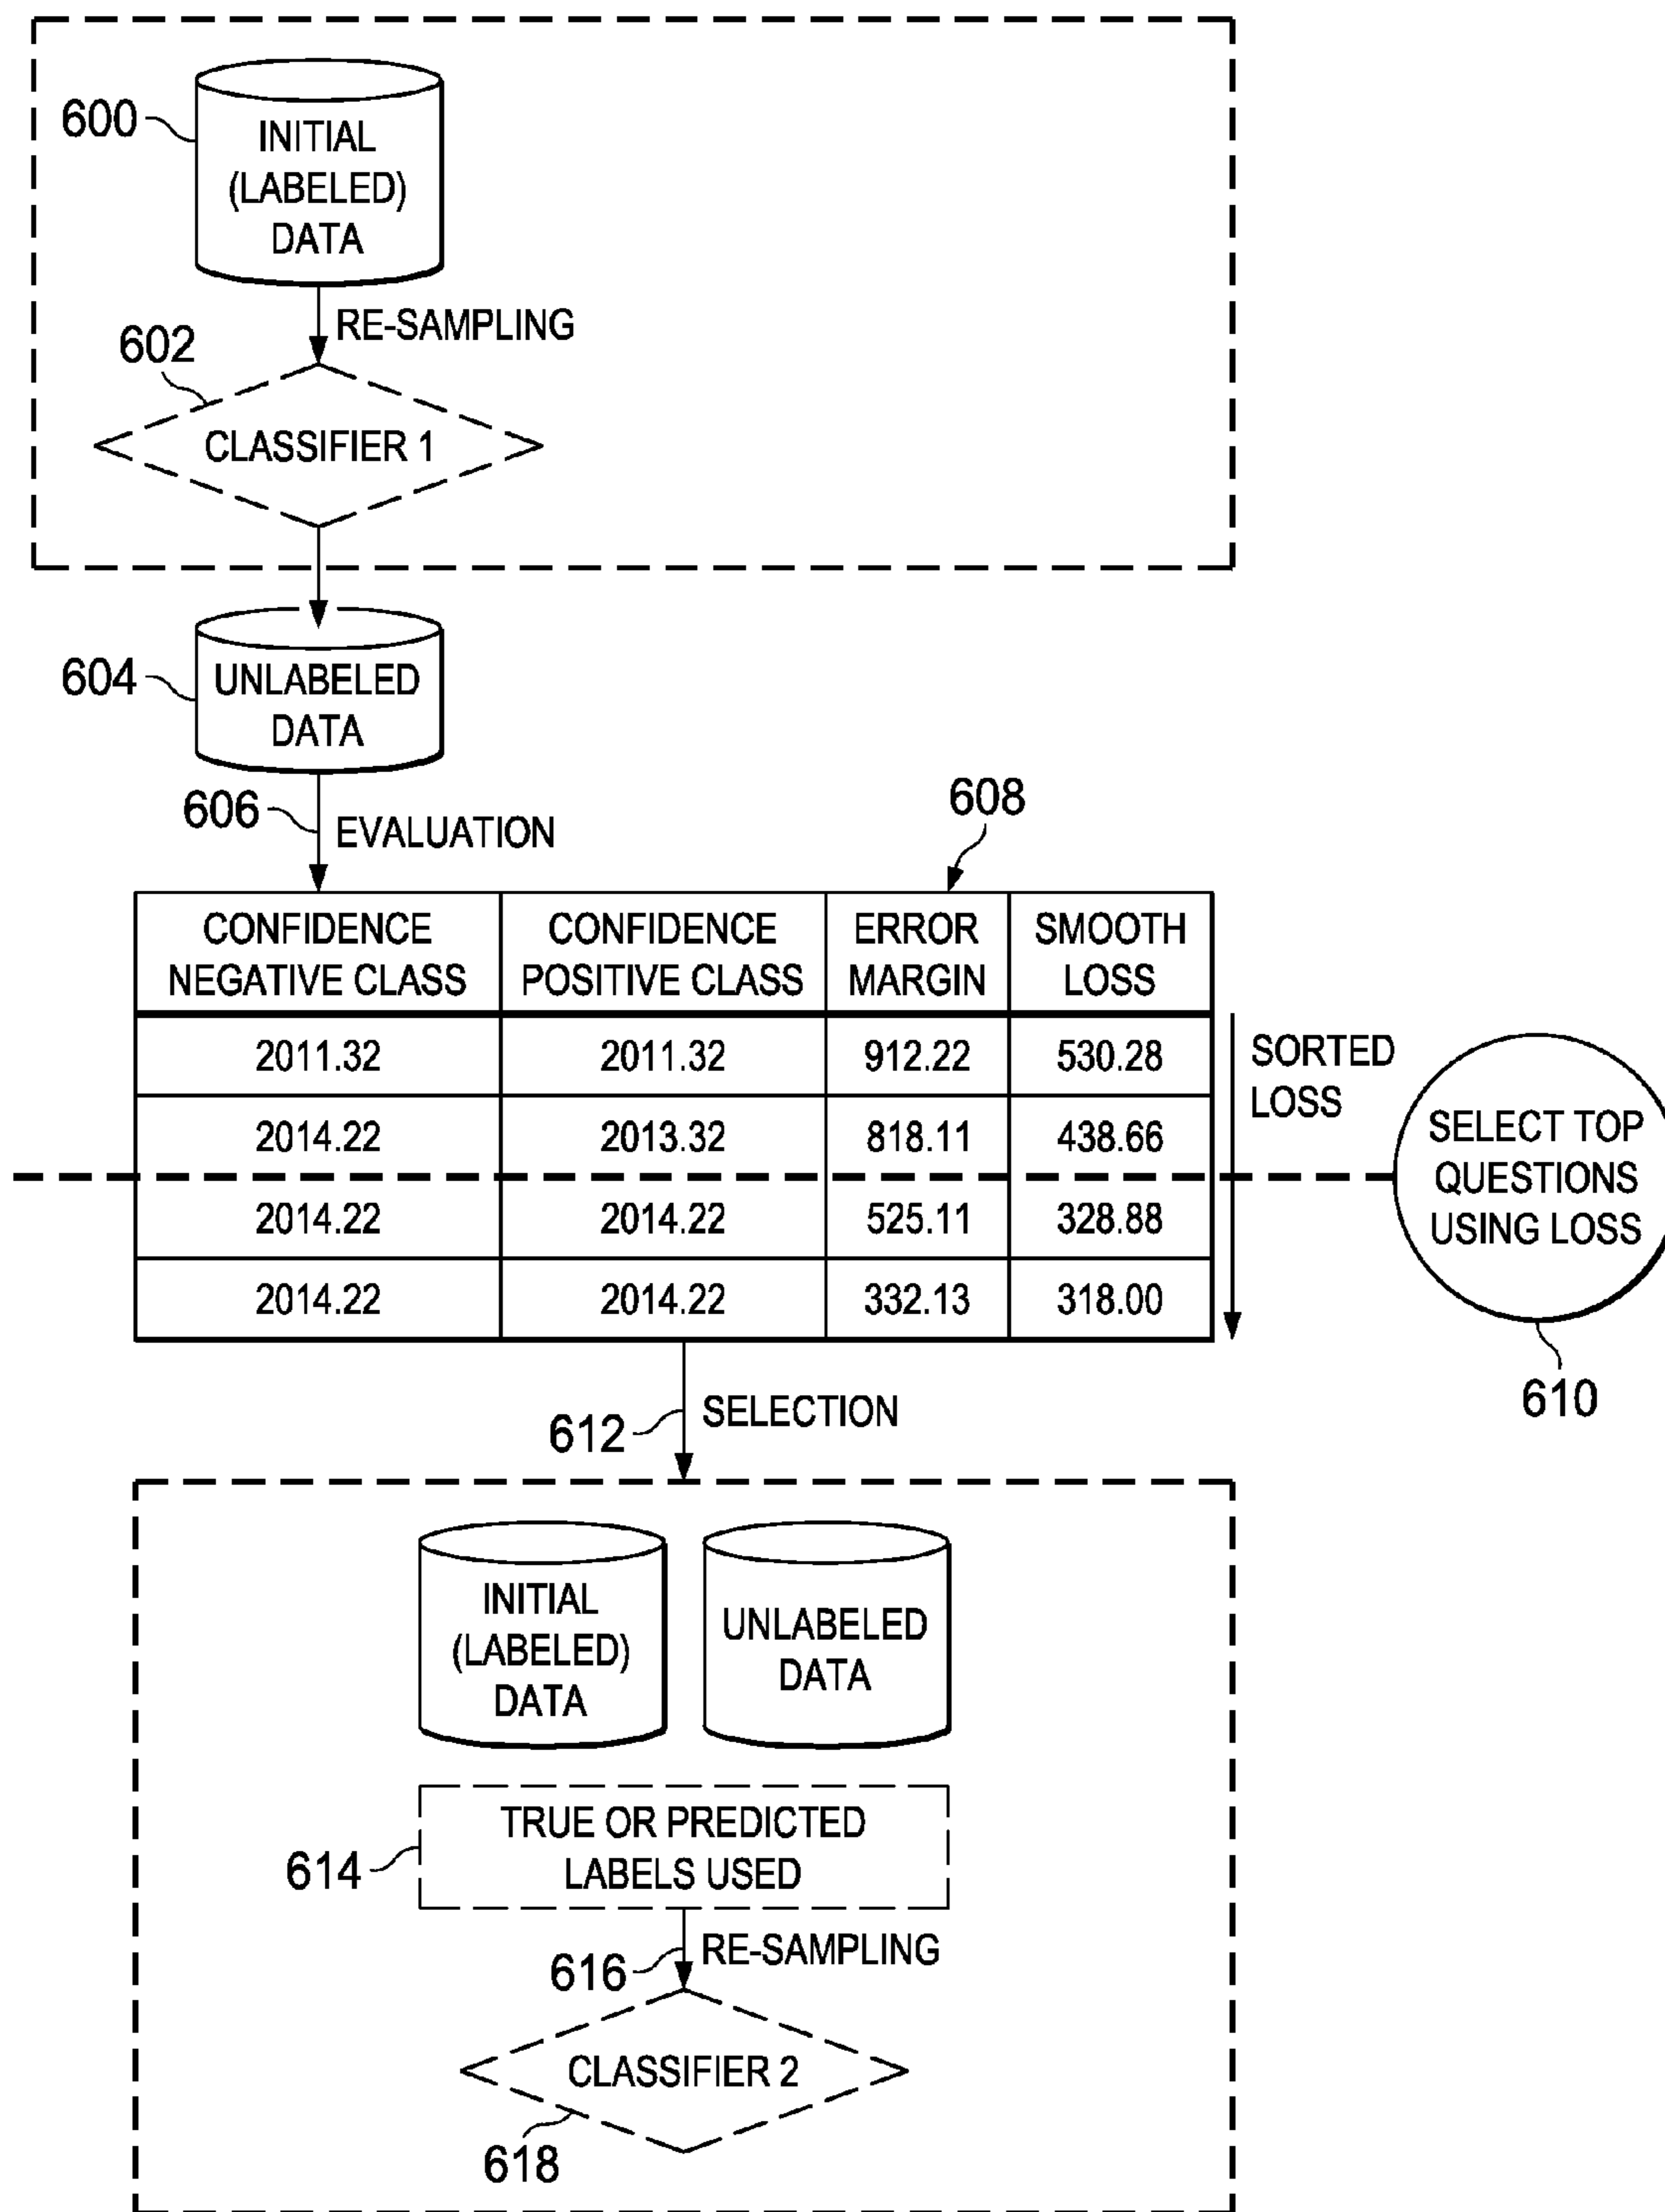 600
INITIAL
(LABELED)
DATA
RE-SAMPLING
602
CLASSIFIER 1
604
UNLABELED
DATA
606
EVALUATION
608
CONFIDENCE
NEGATIVE CLASS
CONFIDENCE
POSITIVE CLASS
ERROR
MARGIN
SMOOTH
LOSS
2011.32 2011.32 912.22 530.28
2014.22 2013.32 818.11 438.66
2014.22 2014.22 525.11 328.88
2014.22 2014.22 332.13 318.00
SORTED
LOSS
SELECT TOP
QUESTIONS
USING LOSS
610
612
SELECTION
INITIAL
(LABELED)
DATA
UNLABELED
DATA
614
TRUE OR PREDICTED
LABELS USED
616
RE-SAMPLING
CLASSIFIER 2
618